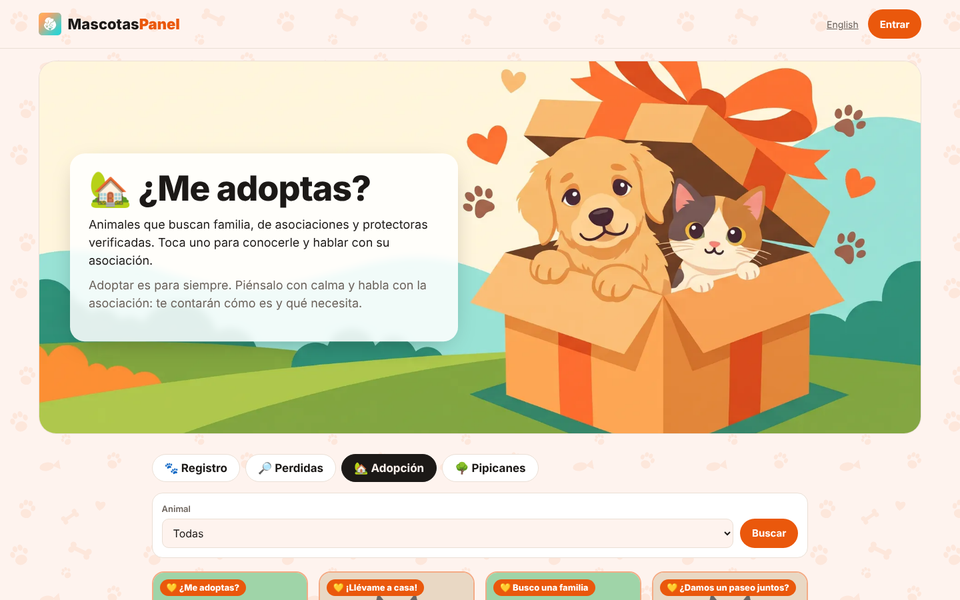 MascotasPanel
English
Entrar
🏡 ¿Me adoptas?
Animales que buscan familia, de asociaciones y protectoras
verificadas. Toca uno para conocerle y hablar con su
asociación.
Adoptar es para siempre. Piénsalo con calma y habla con la
asociación: te contarán cómo es y qué necesita.
🐾 Registro
🔎 Perdidas
🏡 Adopción
🌳 Pipicanes
Animal
Todas
Buscar
💛 ¿Me adoptas?
💛 ¡Llévame a casa!
💛 Busco una familia
💛 ¿Damos un paseo juntos?